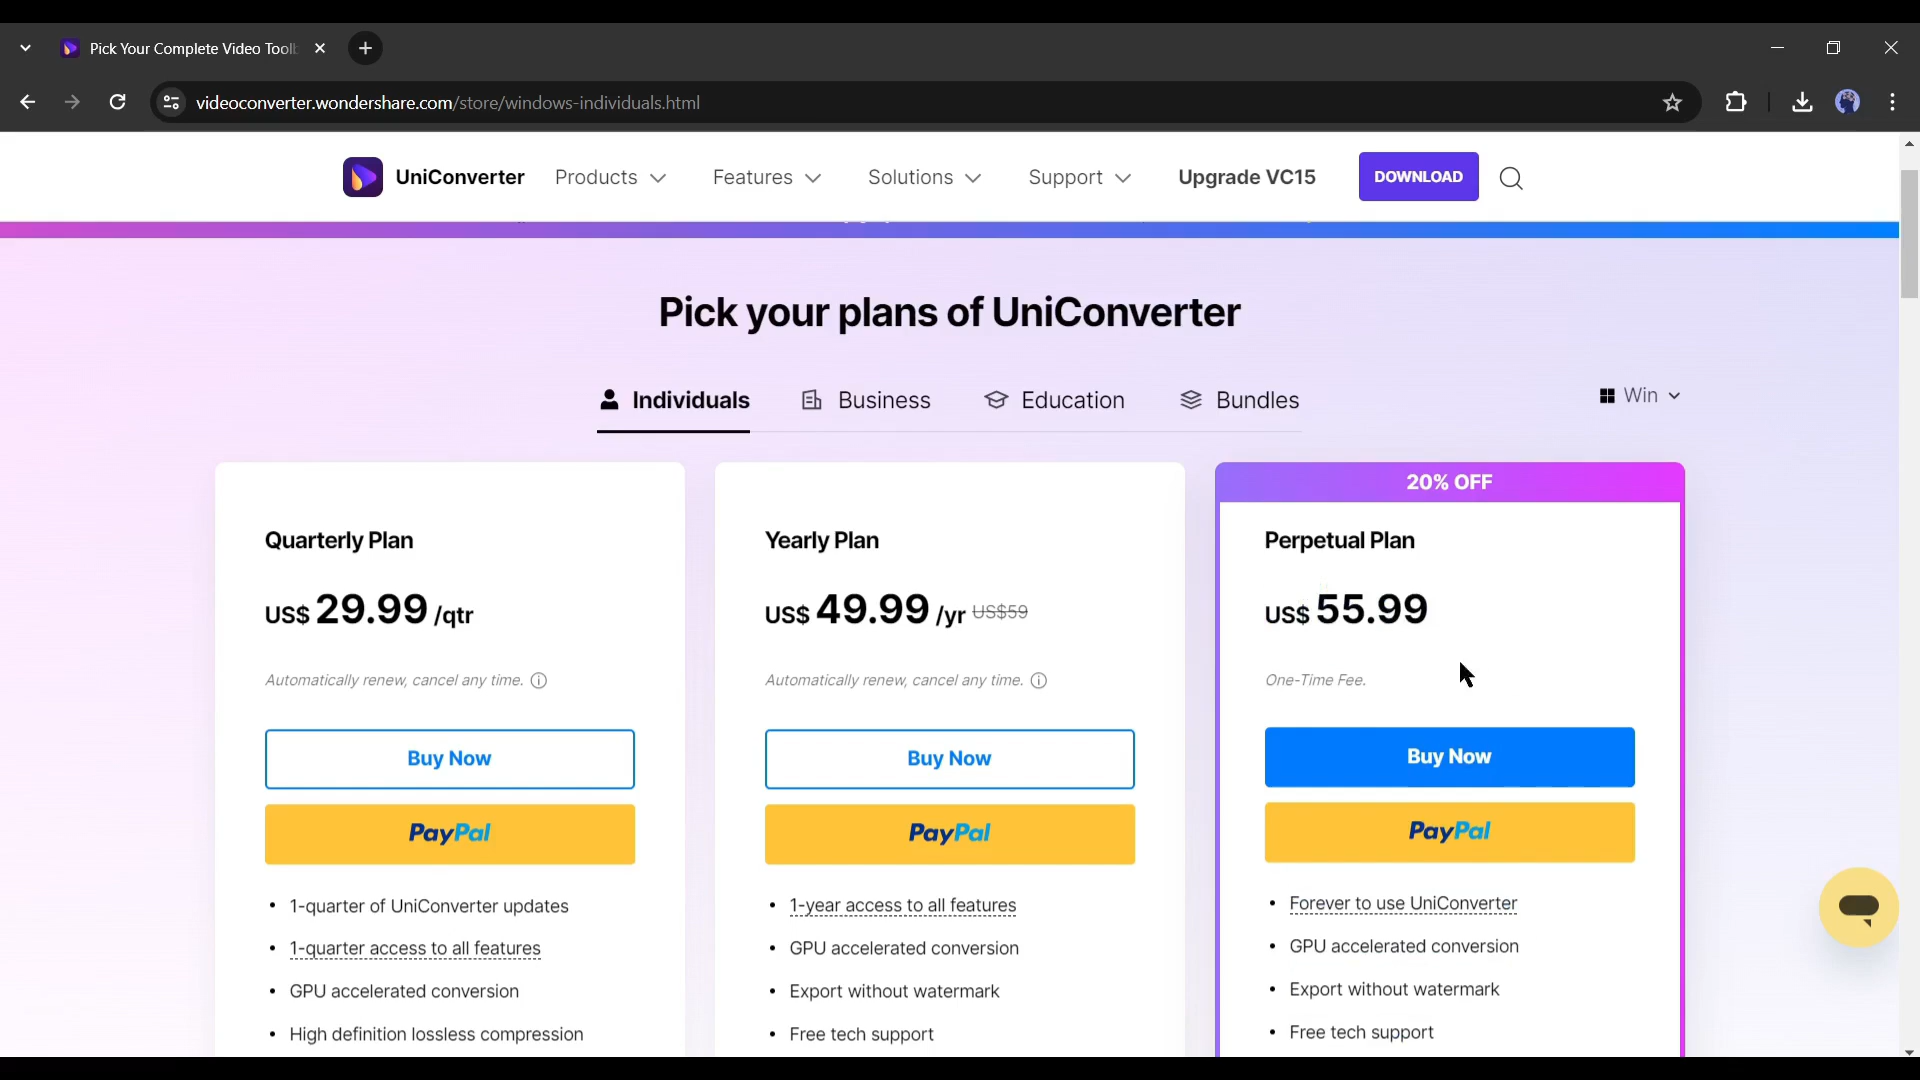 Pick Your Complete Video Toolb
videoconverter.wondershare.com/store/windows-individuals.html
UniConverter
Products
Features
Solutions
Support
Upgrade VC15
DOWNLOAD
Pick your plans of UniConverter
Individuals
Business
Education
Bundles
Win
20% OFF
Quarterly Plan
Yearly Plan
Perpetual Plan
US$ 29.99 /qtr
US$ 49.99 /yr US$59
US$ 55.99
Automatically renew, cancel any time.
Automatically renew, cancel any time.
One-Time Fee.
Buy Now
Buy Now
Buy Now
PayPal
PayPal
PayPal
• 1-quarter of UniConverter updates
• 1-quarter access to all features
• GPU accelerated conversion
• High definition lossless compression
• 1-year access to all features
• GPU accelerated conversion
• Export without watermark
• Free tech support
• Forever to use UniConverter
• GPU accelerated conversion
• Export without watermark
• Free tech support